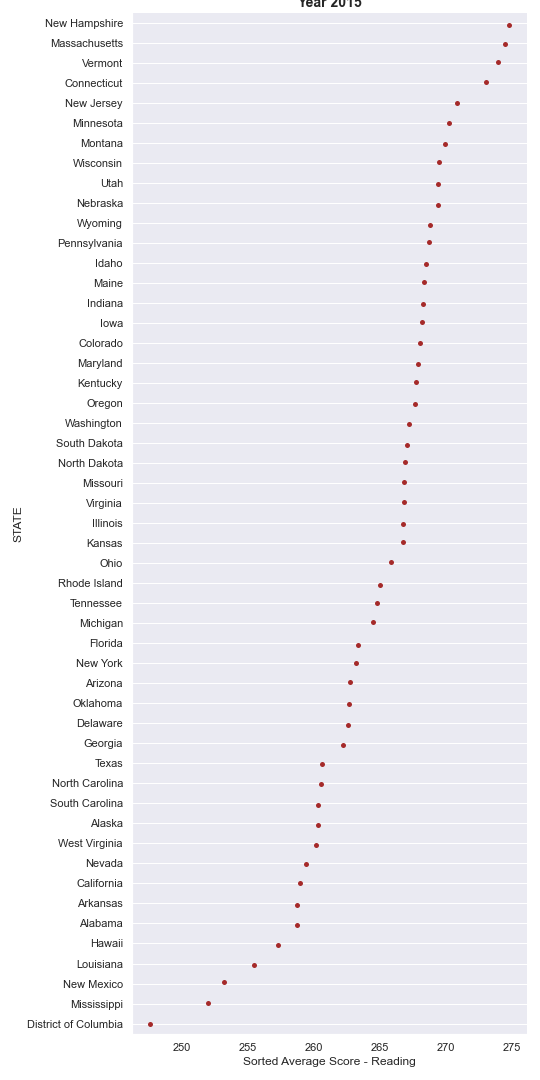 Year 2015
New Hampshire
Massachusetts
Vermont
Connecticut
New Jersey
Minnesota
Montana
Wisconsin
Utah
Nebraska
Wyoming
Pennsylvania
Idaho
Maine
Indiana
Iowa
Colorado
Maryland
Kentucky
Oregon
Washington
South Dakota
North Dakota
Missouri
Virginia
Illinois
Kansas
Ohio
Rhode Island
Tennessee
Michigan
Florida
New York
Arizona
Oklahoma
Delaware
Georgia
Texas
North Carolina
South Carolina
Alaska
West Virginia
Nevada
California
Arkansas
Alabama
Hawaii
Louisiana
New Mexico
Mississippi
District of Columbia
STATE
250 255 260 265 270 275
Sorted Average Score - Reading